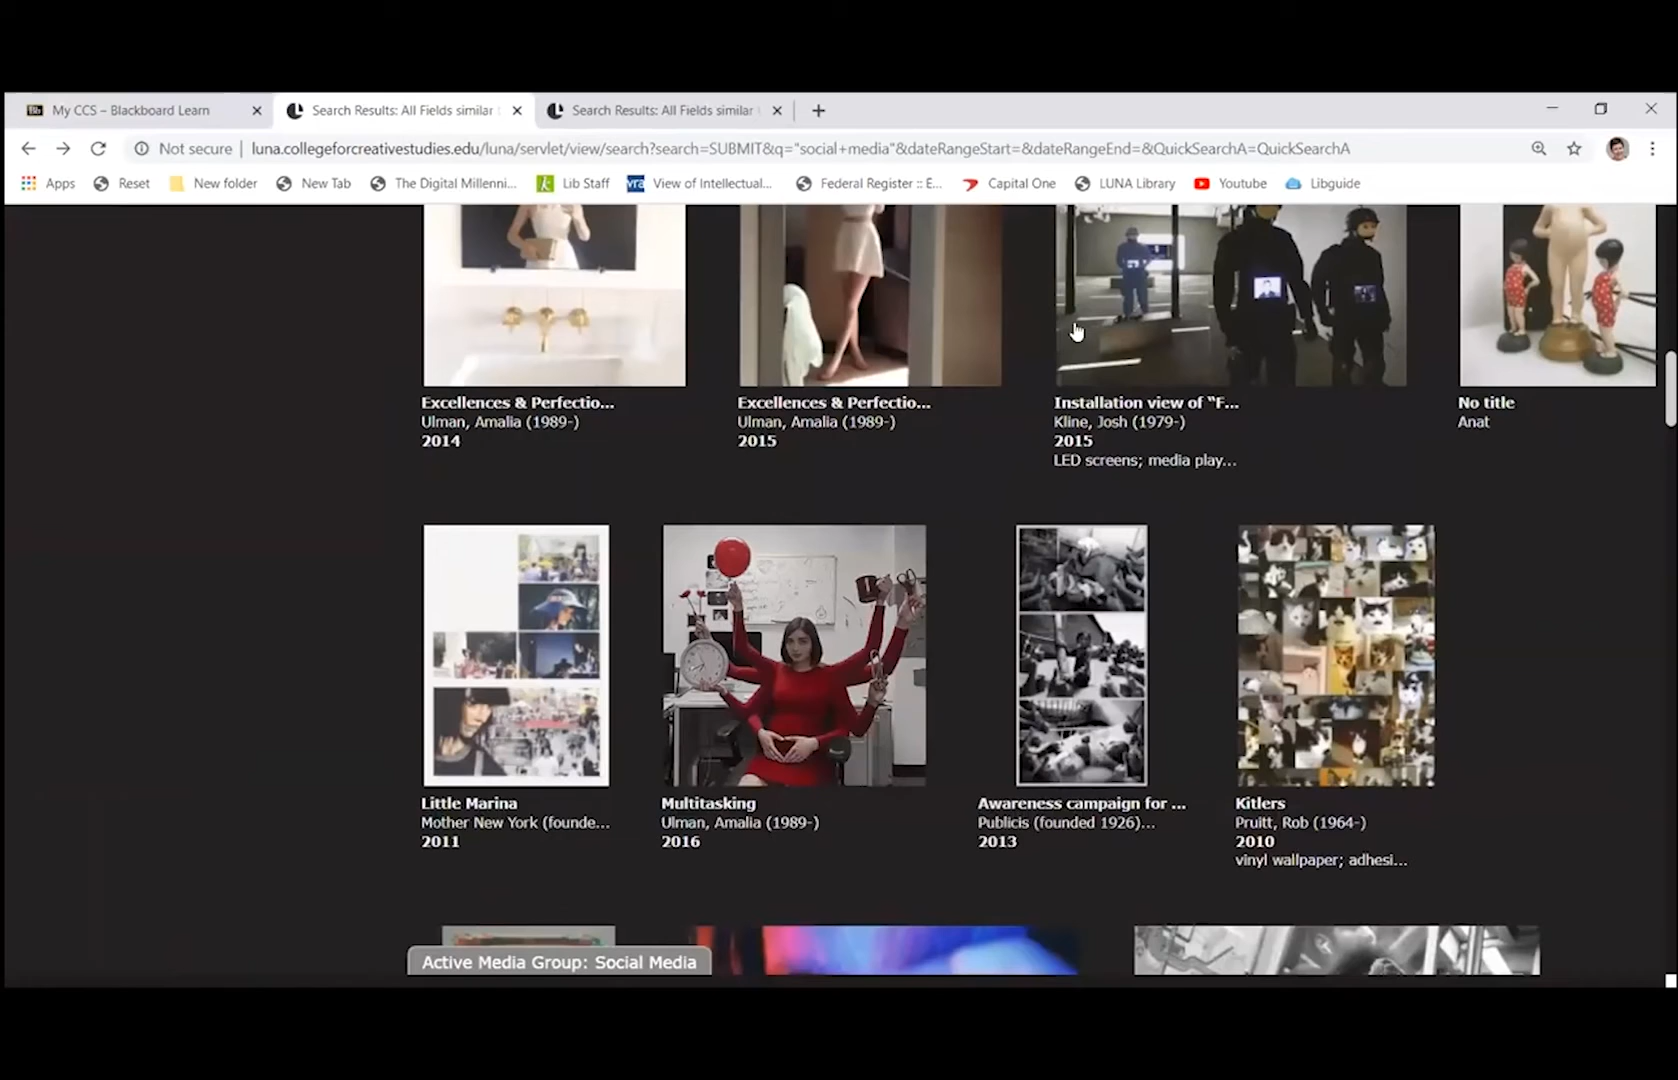 My CCS – Blackboard Learn
Search Results: All Fields similar
Search Results: All Fields similar
Not secure | luna.collegeforcreativestudies.edu/luna/servlet/view/search?search=SUBMIT&q="social+media"&dateRangeStart=&dateRangeEnd=&QuickSearchA=QuickSearchA
Apps Reset New folder New Tab The Digital Millenni... Lib Staff vra View of Intellectual... Federal Register :: E... Capital One LUNA Library Youtube Libguide
Excellences & Perfectio...
Ulman, Amalia (1989-)
2014
Excellences & Perfectio...
Ulman, Amalia (1989-)
2015
Installation view of “F...
Kline, Josh (1979-)
2015
LED screens; media play...
No title
Anat
Little Marina
Mother New York (founde...
2011
Multitasking
Ulman, Amalia (1989-)
2016
Awareness campaign for ...
Publicis (founded 1926)...
2013
Kitlers
Pruitt, Rob (1964-)
2010
vinyl wallpaper; adhesi...
Active Media Group: Social Media